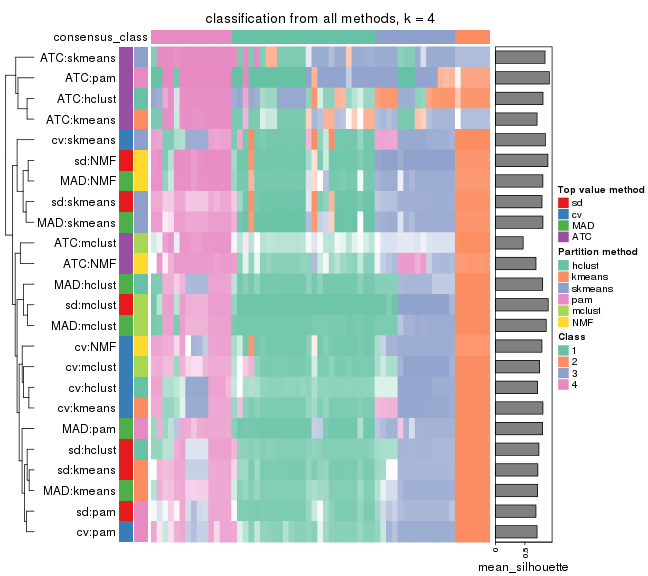 classification from all methods, k = 4
consensus_class
ATC:skmeans
ATC:pam
ATC:hclust
ATC:kmeans
cv:skmeans
sd:NMF
MAD:NMF
sd:skmeans
MAD:skmeans
ATC:mclust
ATC:NMF
MAD:hclust
sd:mclust
MAD:mclust
cv:NMF
cv:mclust
cv:hclust
cv:kmeans
MAD:pam
sd:hclust
sd:kmeans
MAD:kmeans
sd:pam
cv:pam
0
0.5
mean_silhouette
Top value method
sd
cv
MAD
ATC
Partition method
hclust
kmeans
skmeans
pam
mclust
NMF
Class
1
2
3
4